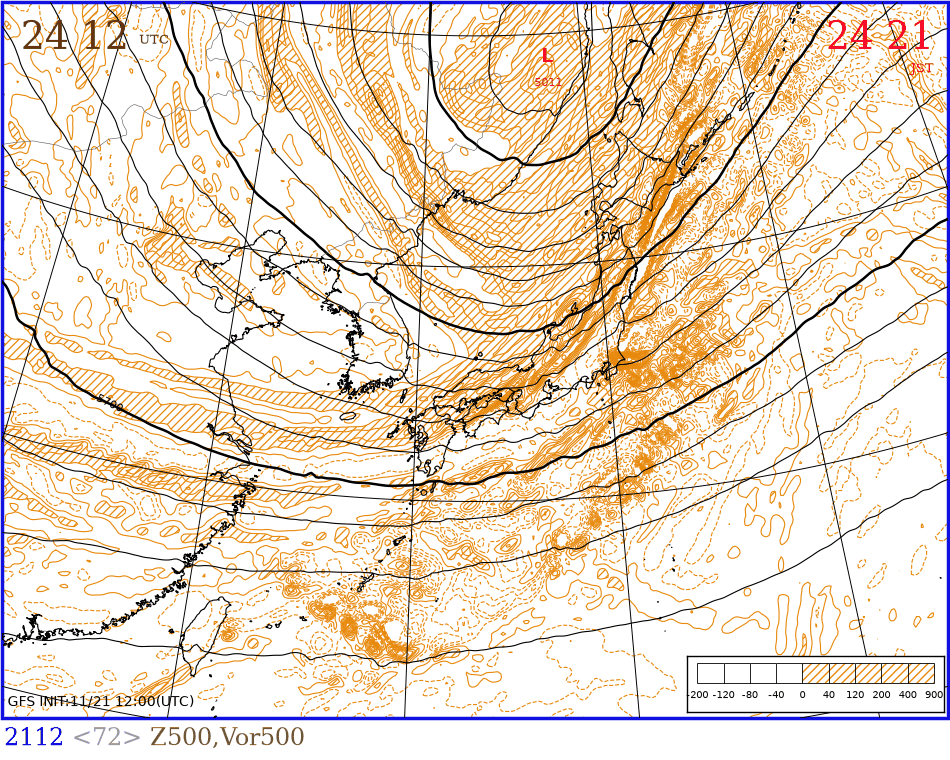 24 12 UTC
24 21 JST
L
5011
5700
-200 -120 -80 -40 0 40 120 200 400 900
GFS INIT:11/21 12:00(UTC)
2112 <72> Z500,Vor500